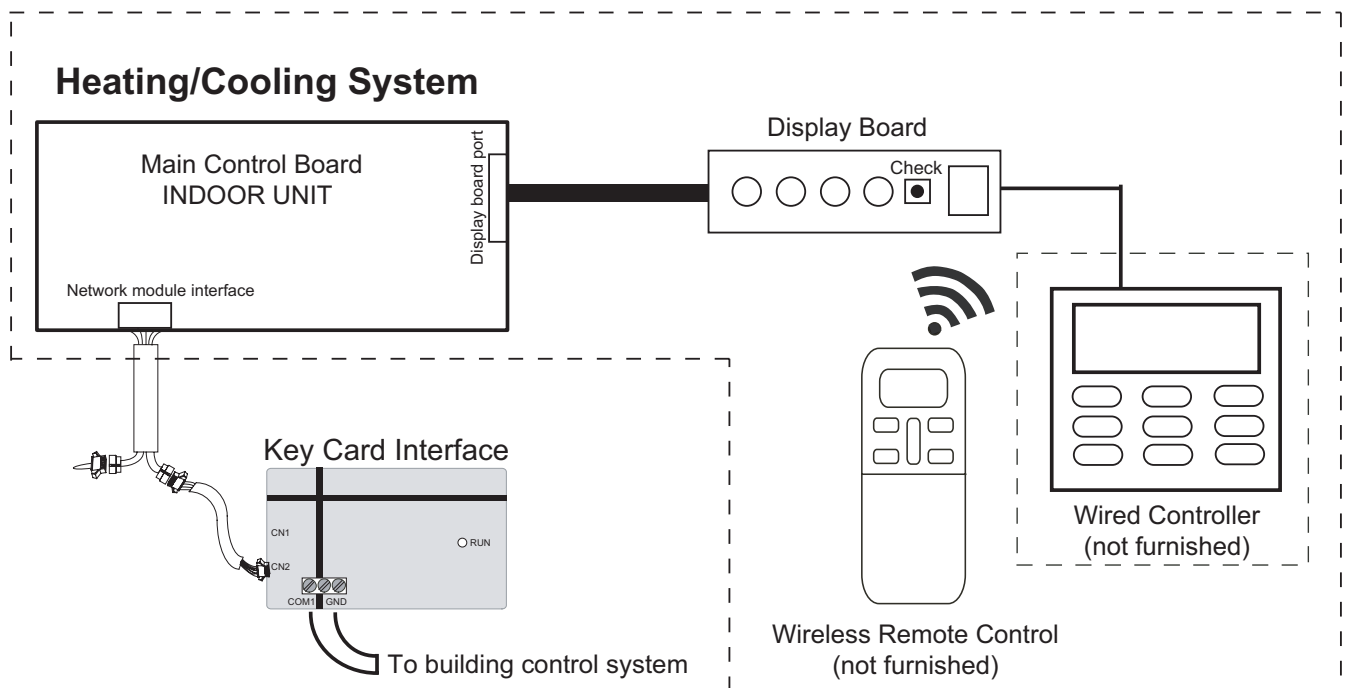 Heating/Cooling System
Main Control Board
INDOOR UNIT
Display board port
Network module interface
Display Board
Check
Key Card Interface
CN1
CN2
RUN
COM1 GND
To building control system
Wireless Remote Control
(not furnished)
Wired Controller
(not furnished)